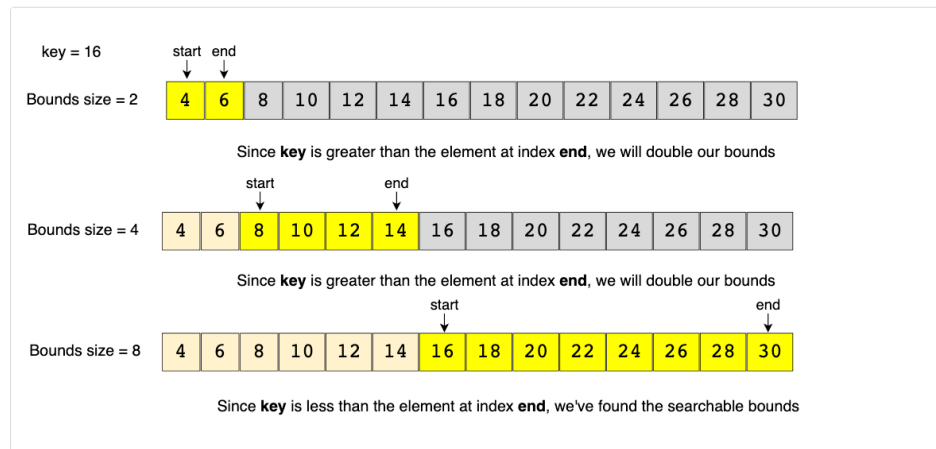 key = 16
start end
Bounds size = 2
4 6 8 10 12 14 16 18 20 22 24 26 28 30
Since key is greater than the element at index end, we will double our bounds
start end
Bounds size = 4
4 6 8 10 12 14 16 18 20 22 24 26 28 30
Since key is greater than the element at index end, we will double our bounds
start end
Bounds size = 8
4 6 8 10 12 14 16 18 20 22 24 26 28 30
Since key is less than the element at index end, we've found the searchable bounds